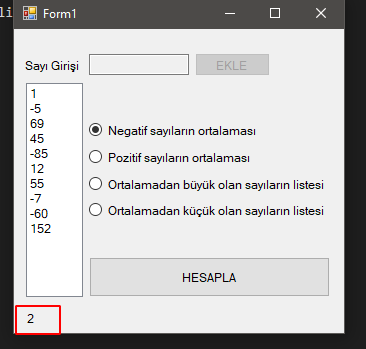 li
Form1
Sayı Girişi
EKLE
1
-5
69
45
-85
12
55
-7
-60
152
Negatif sayıların ortalaması
Pozitif sayıların ortalaması
Ortalamadan büyük olan sayıların listesi
Ortalamadan küçük olan sayıların listesi
HESAPLA
2